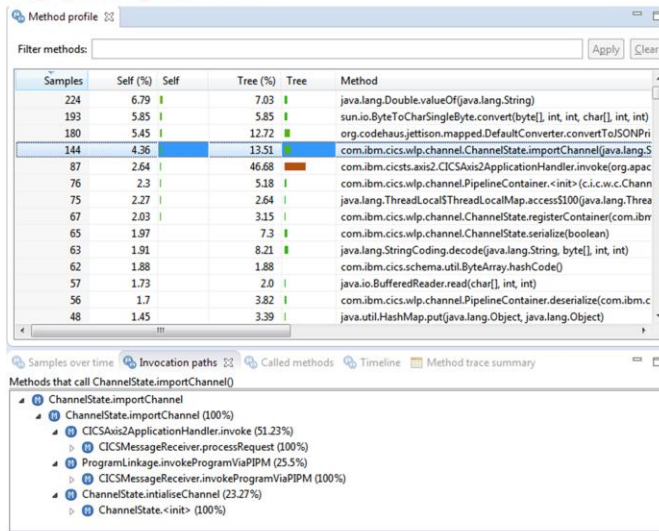 Method profile
Filter methods: Apply Clear
Samples Self (%) Self Tree (%) Tree Method
224 6.79 7.03 java.lang.Double.valueOf(java.lang.String)
193 5.85 5.85 sun.io.ByteToCharSingleByte.convert(byte[], int, int, char[], int, int)
180 5.45 12.72 org.codehaus.jettison.mapped.DefaultConverter.convertToJSONPri
144 4.36 13.51 com.ibm.cics.wlp.channel.ChannelState.importChannel(java.lang.S
87 2.64 46.68 com.ibm.cicsts.axis2.CICSAxis2ApplicationHandler.invoke(org.apac
76 2.3 5.18 com.ibm.cics.wlp.channel.PipelineContainer.<init>(c.i.c.w.c.Chann
75 2.27 2.64 java.lang.ThreadLocal$ThreadLocalMap.access$100(java.lang.Threa
67 2.03 3.15 com.ibm.cics.wlp.channel.ChannelState.registerContainer(com.ibm
65 1.97 7.3 com.ibm.cics.wlp.channel.ChannelState.serialize(boolean)
63 1.91 8.21 java.lang.StringCoding.decode(java.lang.String, byte[], int, int)
62 1.88 1.88 com.ibm.cics.schema.util.ByteArray.hashCode()
57 1.73 2.0 java.io.BufferedReader.read(char[], int, int)
56 1.7 3.82 com.ibm.cics.wlp.channel.PipelineContainer.deserialize(com.ibm.c
48 1.45 3.39 java.util.HashMap.put(java.lang.Object, java.lang.Object)
Samples over time Invocation paths Called methods Timeline Method trace summary
Methods that call ChannelState.importChannel()
ChannelState.importChannel
ChannelState.importChannel (100%)
CICSAxis2ApplicationHandler.invoke (51.23%)
CICSMessageReceiver.processRequest (100%)
ProgramLinkage.invokeProgramViaPIPM (25.5%)
CICSMessageReceiver.invokeProgramViaPIPM (100%)
ChannelState.intialiseChannel (23.27%)
ChannelState.<init> (100%)